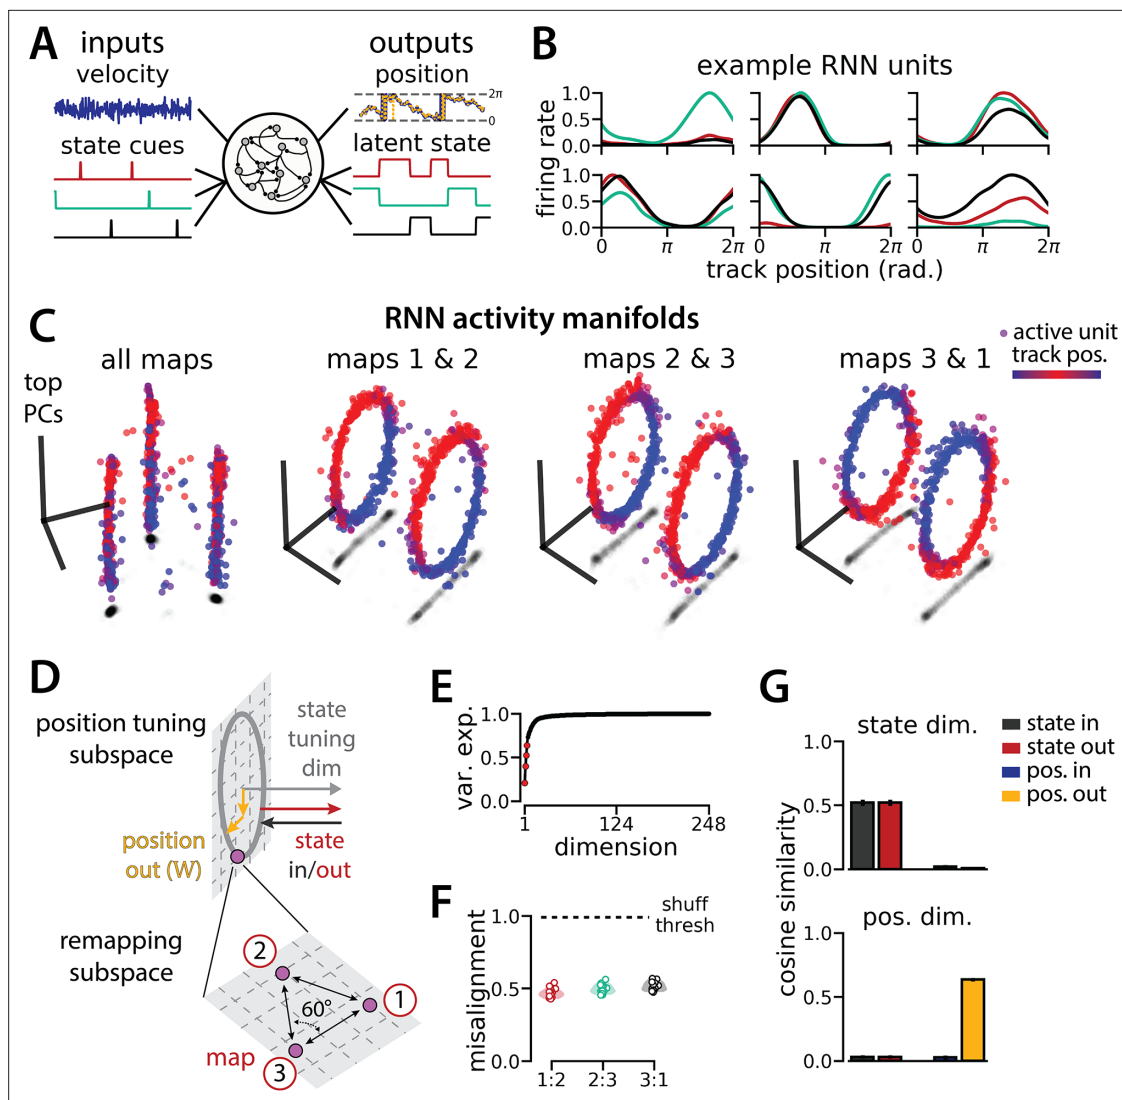 A
inputs
outputs
velocity
position
2π
0
state cues
latent state
B
example RNN units
firing rate
1.0
0.5
0.0
1.0
0.5
0.0
0
π
2π
0
π
2π
0
π
2π
track position (rad.)
C
RNN activity manifolds
all maps
maps 1 & 2
maps 2 & 3
maps 3 & 1
active unit
track pos.
top
PCs
D
position tuning
subspace
state
tuning
dim
position
out (W)
state
in/out
remapping
subspace
2
1
60°
map
3
E
var. exp.
1.0
0.5
0.0
1
124
248
dimension
F
misalignment
1.0
0.5
0.0
shuff
thresh
1:2
2:3
3:1
G
state dim.
state in
state out
pos. in
pos. out
cosine similarity
1.0
0.5
0.0
pos. dim.
1.0
0.5
0.0